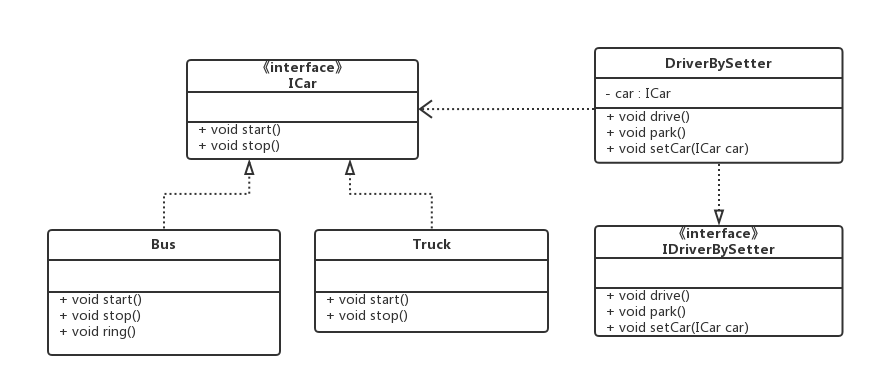 《interface》
ICar
+ void start()
+ void stop()
DriverBySetter
- car : ICar
+ void drive()
+ void park()
+ void setCar(ICar car)
Bus
+ void start()
+ void stop()
+ void ring()
Truck
+ void start()
+ void stop()
《interface》
IDriverBySetter
+ void drive()
+ void park()
+ void setCar(ICar car)